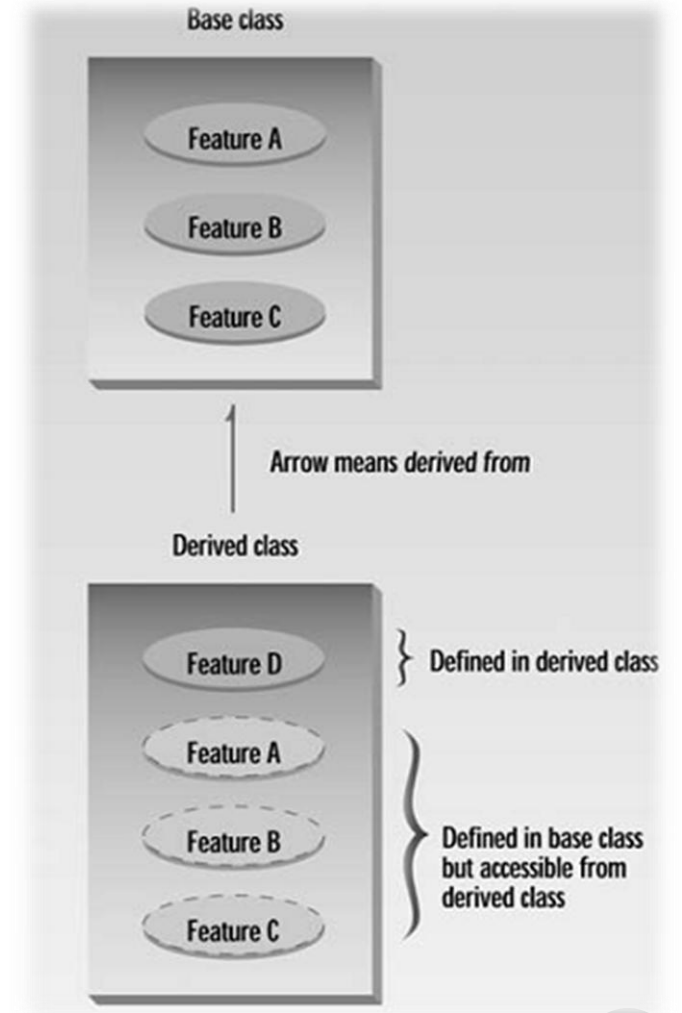 Base class
Feature A
Feature B
Feature C
Arrow means derived from
Derived class
Feature D
Defined in derived class
Feature A
Feature B
Feature C
Defined in base class
but accessible from
derived class